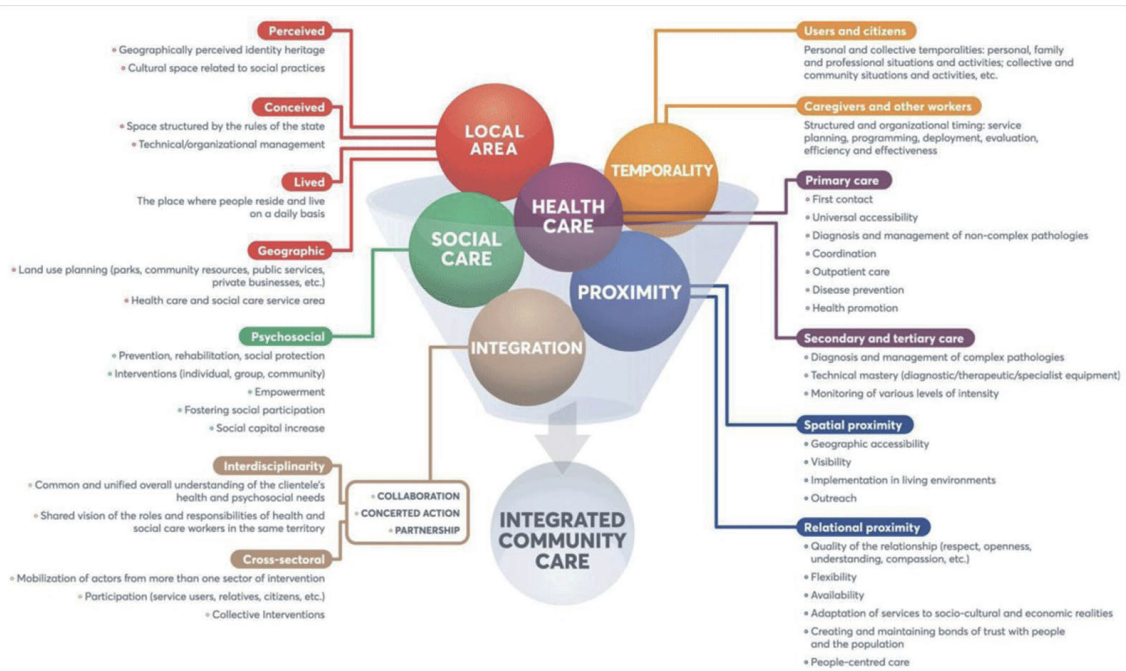 Perceived
• Geographically perceived identity heritage
• Cultural space related to social practices
Conceived
• Space structured by the rules of the state
• Technical/organizational management
Lived
The place where people reside and live
on a daily basis
Geographic
• Land use planning (parks, community resources, public services,
private businesses, etc.)
• Health care and social care service area
Psychosocial
• Prevention, rehabilitation, social protection
• Interventions (individual, group, community)
• Empowerment
• Fostering social participation
• Social capital increase
Interdisciplinarity
• Common and unified overall understanding of the clientele's
health and psychosocial needs
• Shared vision of the roles and responsibilities of health and
social care workers in the same territory
Cross-sectoral
• Mobilization of actors from more than one sector of intervention
• Participation (service users, relatives, citizens, etc.)
• Collective Interventions
• COLLABORATION
• CONCERTED ACTION
• PARTNERSHIP
LOCAL
AREA
TEMPORALITY
HEALTH
CARE
SOCIAL
CARE
PROXIMITY
INTEGRATION
INTEGRATED
COMMUNITY
CARE
Users and citizens
Personal and collective temporalities: personal, family
and professional situations and activities; collective and
community situations and activities, etc.
Caregivers and other workers
Structured and organizational timing: service
planning, programming, deployment, evaluation,
efficiency and effectiveness
Primary care
• First contact
• Universal accessibility
• Diagnosis and management of non-complex pathologies
• Coordination
• Outpatient care
• Disease prevention
• Health promotion
Secondary and tertiary care
• Diagnosis and management of complex pathologies
• Technical mastery (diagnostic/therapeutic/specialist equipment)
• Monitoring of various levels of intensity
Spatial proximity
• Geographic accessibility
• Visibility
• Implementation in living environments
• Outreach
Relational proximity
• Quality of the relationship (respect, openness,
understanding, compassion, etc.)
• Flexibility
• Availability
• Adaptation of services to socio-cultural and economic realities
• Creating and maintaining bonds of trust with people
and the population
• People-centred care